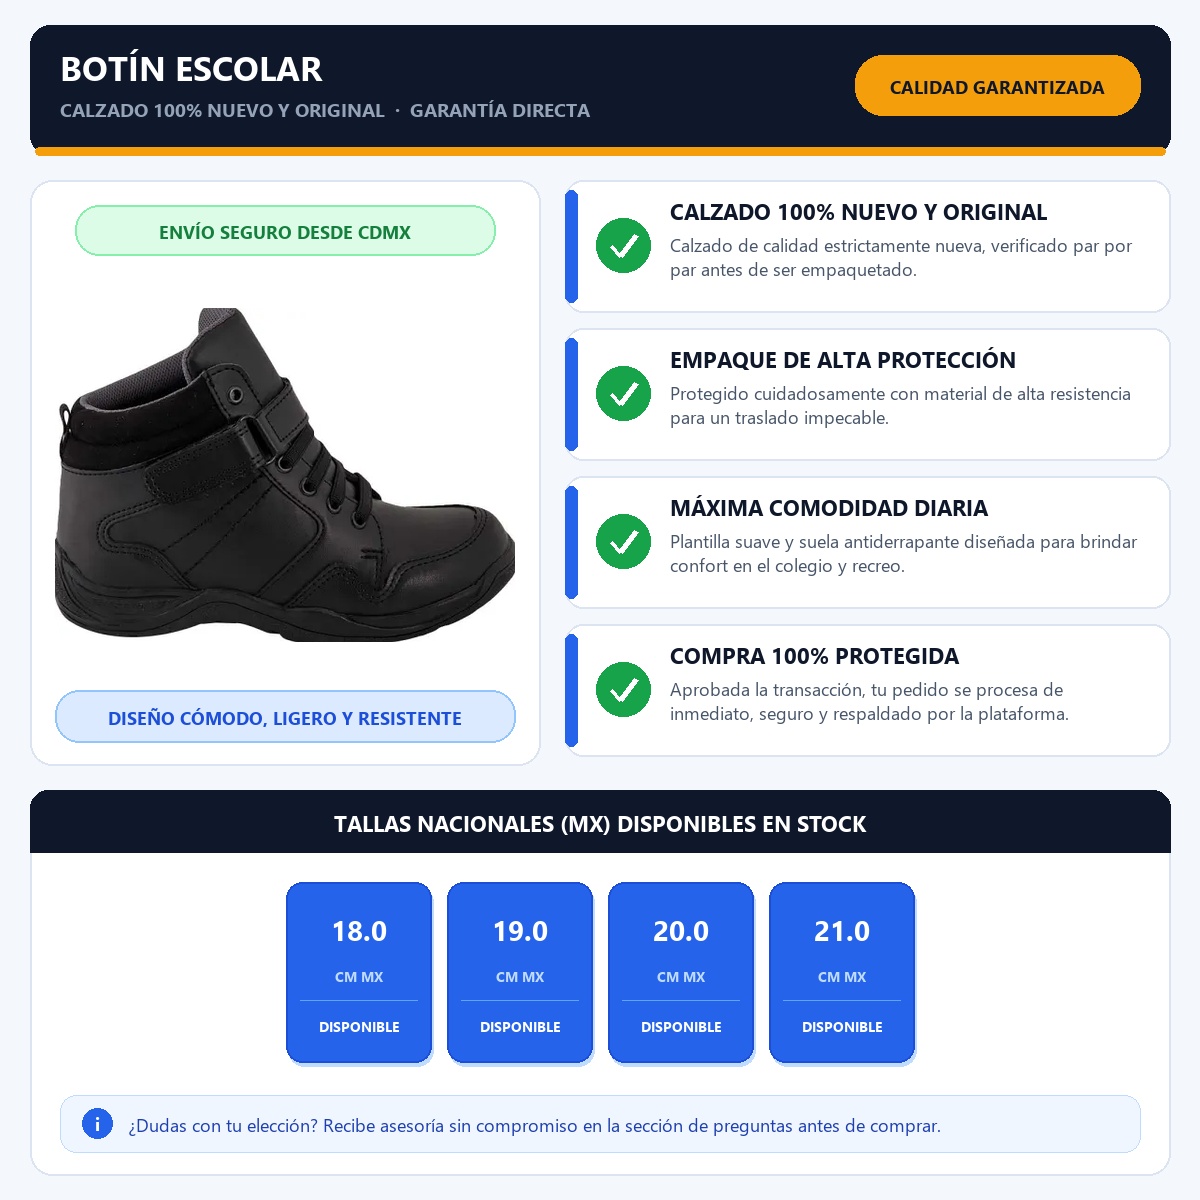 BOTÍN ESCOLAR
CALZADO 100% NUEVO Y ORIGINAL · GARANTÍA DIRECTA
CALIDAD GARANTIZADA
ENVÍO SEGURO DESDE CDMX
DISEÑO CÓMODO, LIGERO Y RESISTENTE
CALZADO 100% NUEVO Y ORIGINAL
Calzado de calidad estrictamente nueva, verificado par por
par antes de ser empaquetado.
EMPAQUE DE ALTA PROTECCIÓN
Protegido cuidadosamente con material de alta resistencia
para un traslado impecable.
MÁXIMA COMODIDAD DIARIA
Plantilla suave y suela antiderrapante diseñada para brindar
confort en el colegio y recreo.
COMPRA 100% PROTEGIDA
Aprobada la transacción, tu pedido se procesa de
inmediato, seguro y respaldado por la plataforma.
TALLAS NACIONALES (MX) DISPONIBLES EN STOCK
18.0
CM MX
DISPONIBLE
19.0
CM MX
DISPONIBLE
20.0
CM MX
DISPONIBLE
21.0
CM MX
DISPONIBLE
¿Dudas con tu elección? Recibe asesoría sin compromiso en la sección de preguntas antes de comprar.